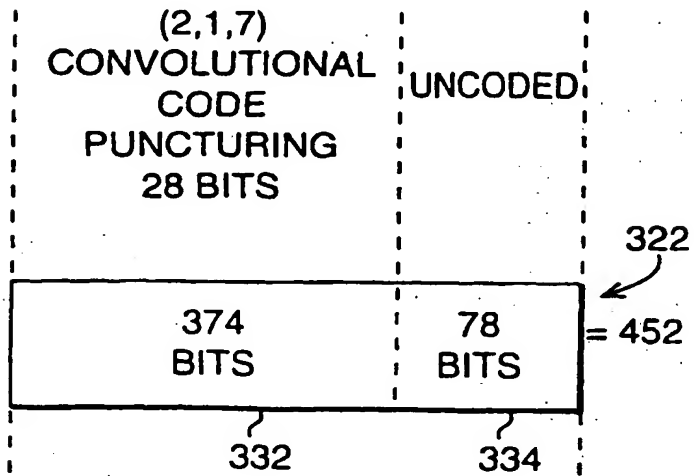 (2,1,7)
CONVOLUTIONAL
CODE
PUNCTURING
28 BITS
UNCODED
322
374
BITS
78
BITS
= 452
332
334